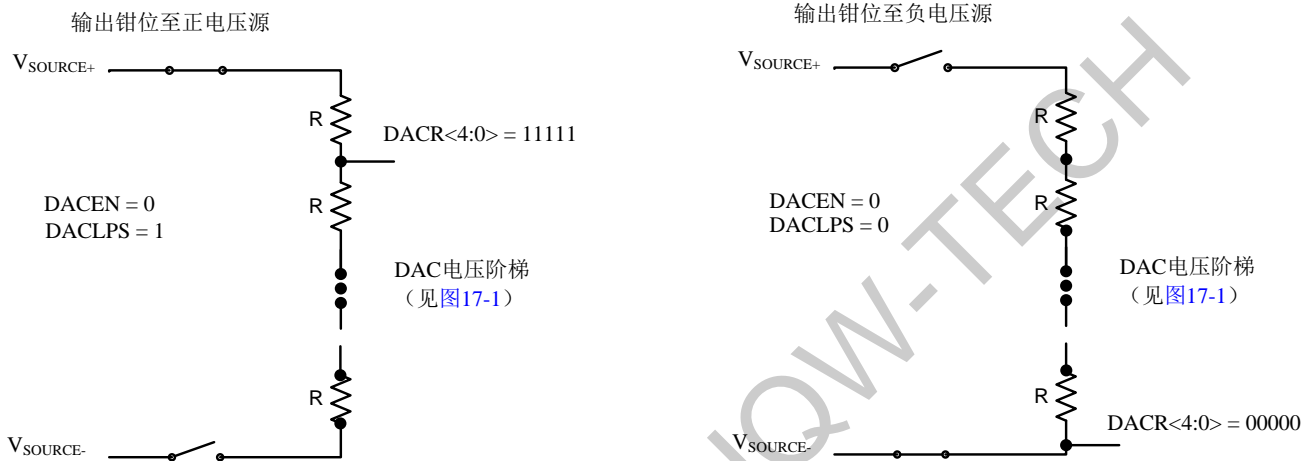 输出钳位至正电压源
VSOURCE+
R
DACR<4:0> = 11111
R
DACEN = 0
DACLPS = 1
DAC电压阶梯
（见图17-1）
R
VSOURCE-
输出钳位至负电压源
VSOURCE+
R
R
DACEN = 0
DACLPS = 0
DAC电压阶梯
（见图17-1）
R
DACR<4:0> = 00000
VSOURCE-
QW-TECH